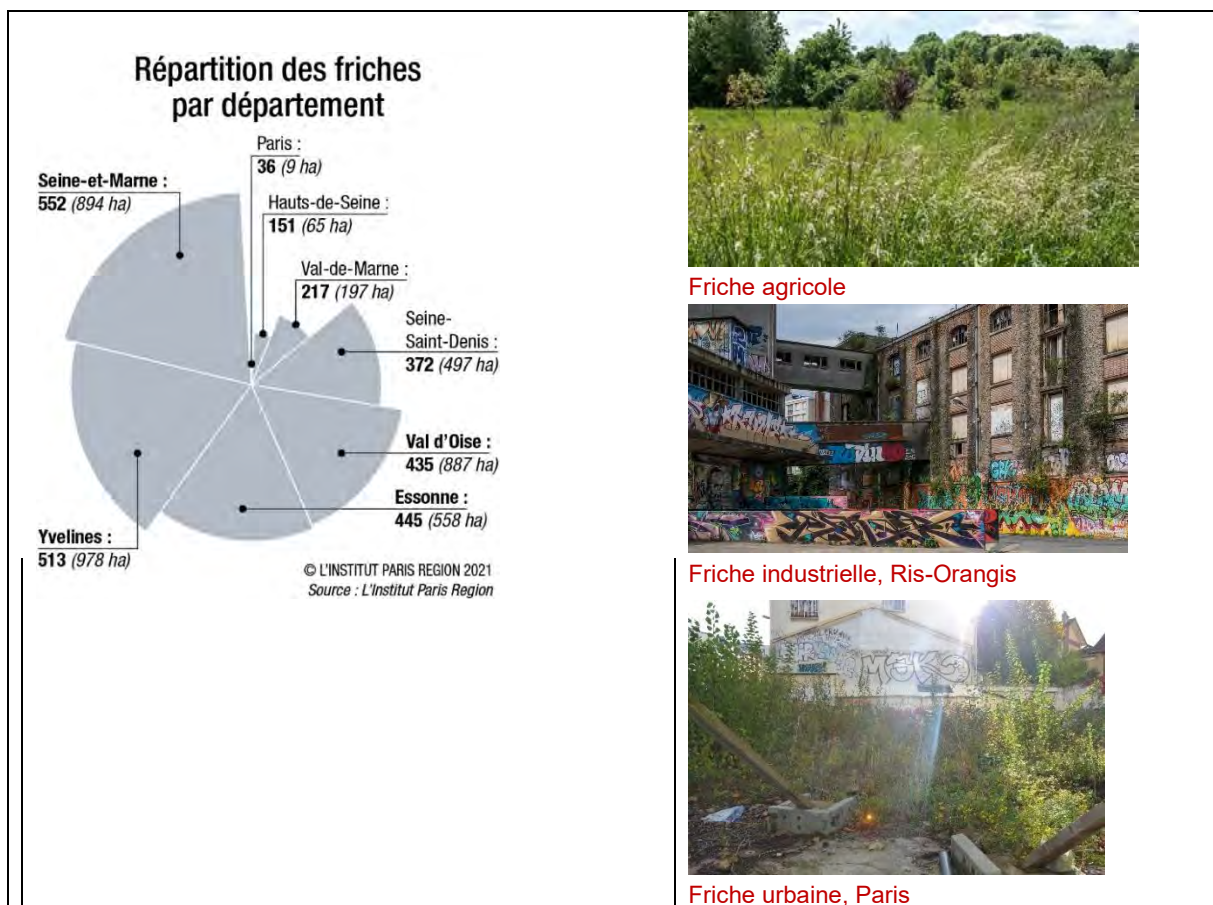 Répartition des friches
par département
Paris :
36 (9 ha)
Seine-et-Marne :
552 (894 ha)
Hauts-de-Seine :
151 (65 ha)
Val-de-Marne :
217 (197 ha)
Seine-
Saint-Denis :
372 (497 ha)
Val d'Oise :
435 (887 ha)
Essonne :
445 (558 ha)
Yvelines :
513 (978 ha)
© L'INSTITUT PARIS REGION 2021
Source : L'Institut Paris Region
Friche agricole
Friche industrielle, Ris-Orangis
Friche urbaine, Paris